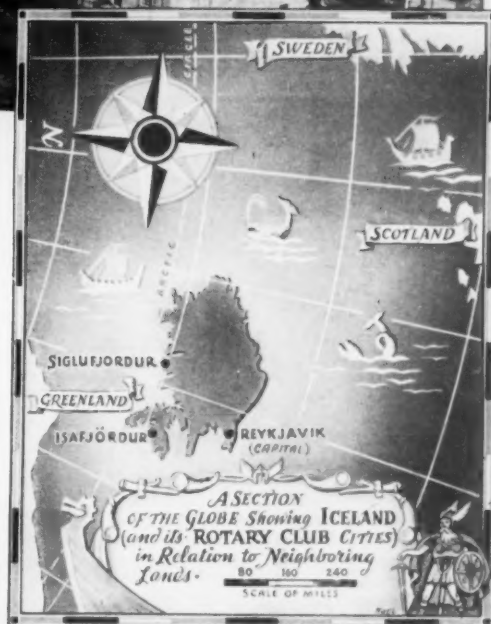 CIRCLE
SWEDEN
N
SCOTLAND
ARCTIC
SIGLUFJORDUR
GREENLAND
ISAFJÖRDUR
REYKJAVIK
(CAPITAL)
A SECTION
OF THE GLOBE Showing ICELAND
(and its ROTARY CLUB CITIES)
in Relation to Neighboring
Lands.
80 160 240
SCALE OF MILES